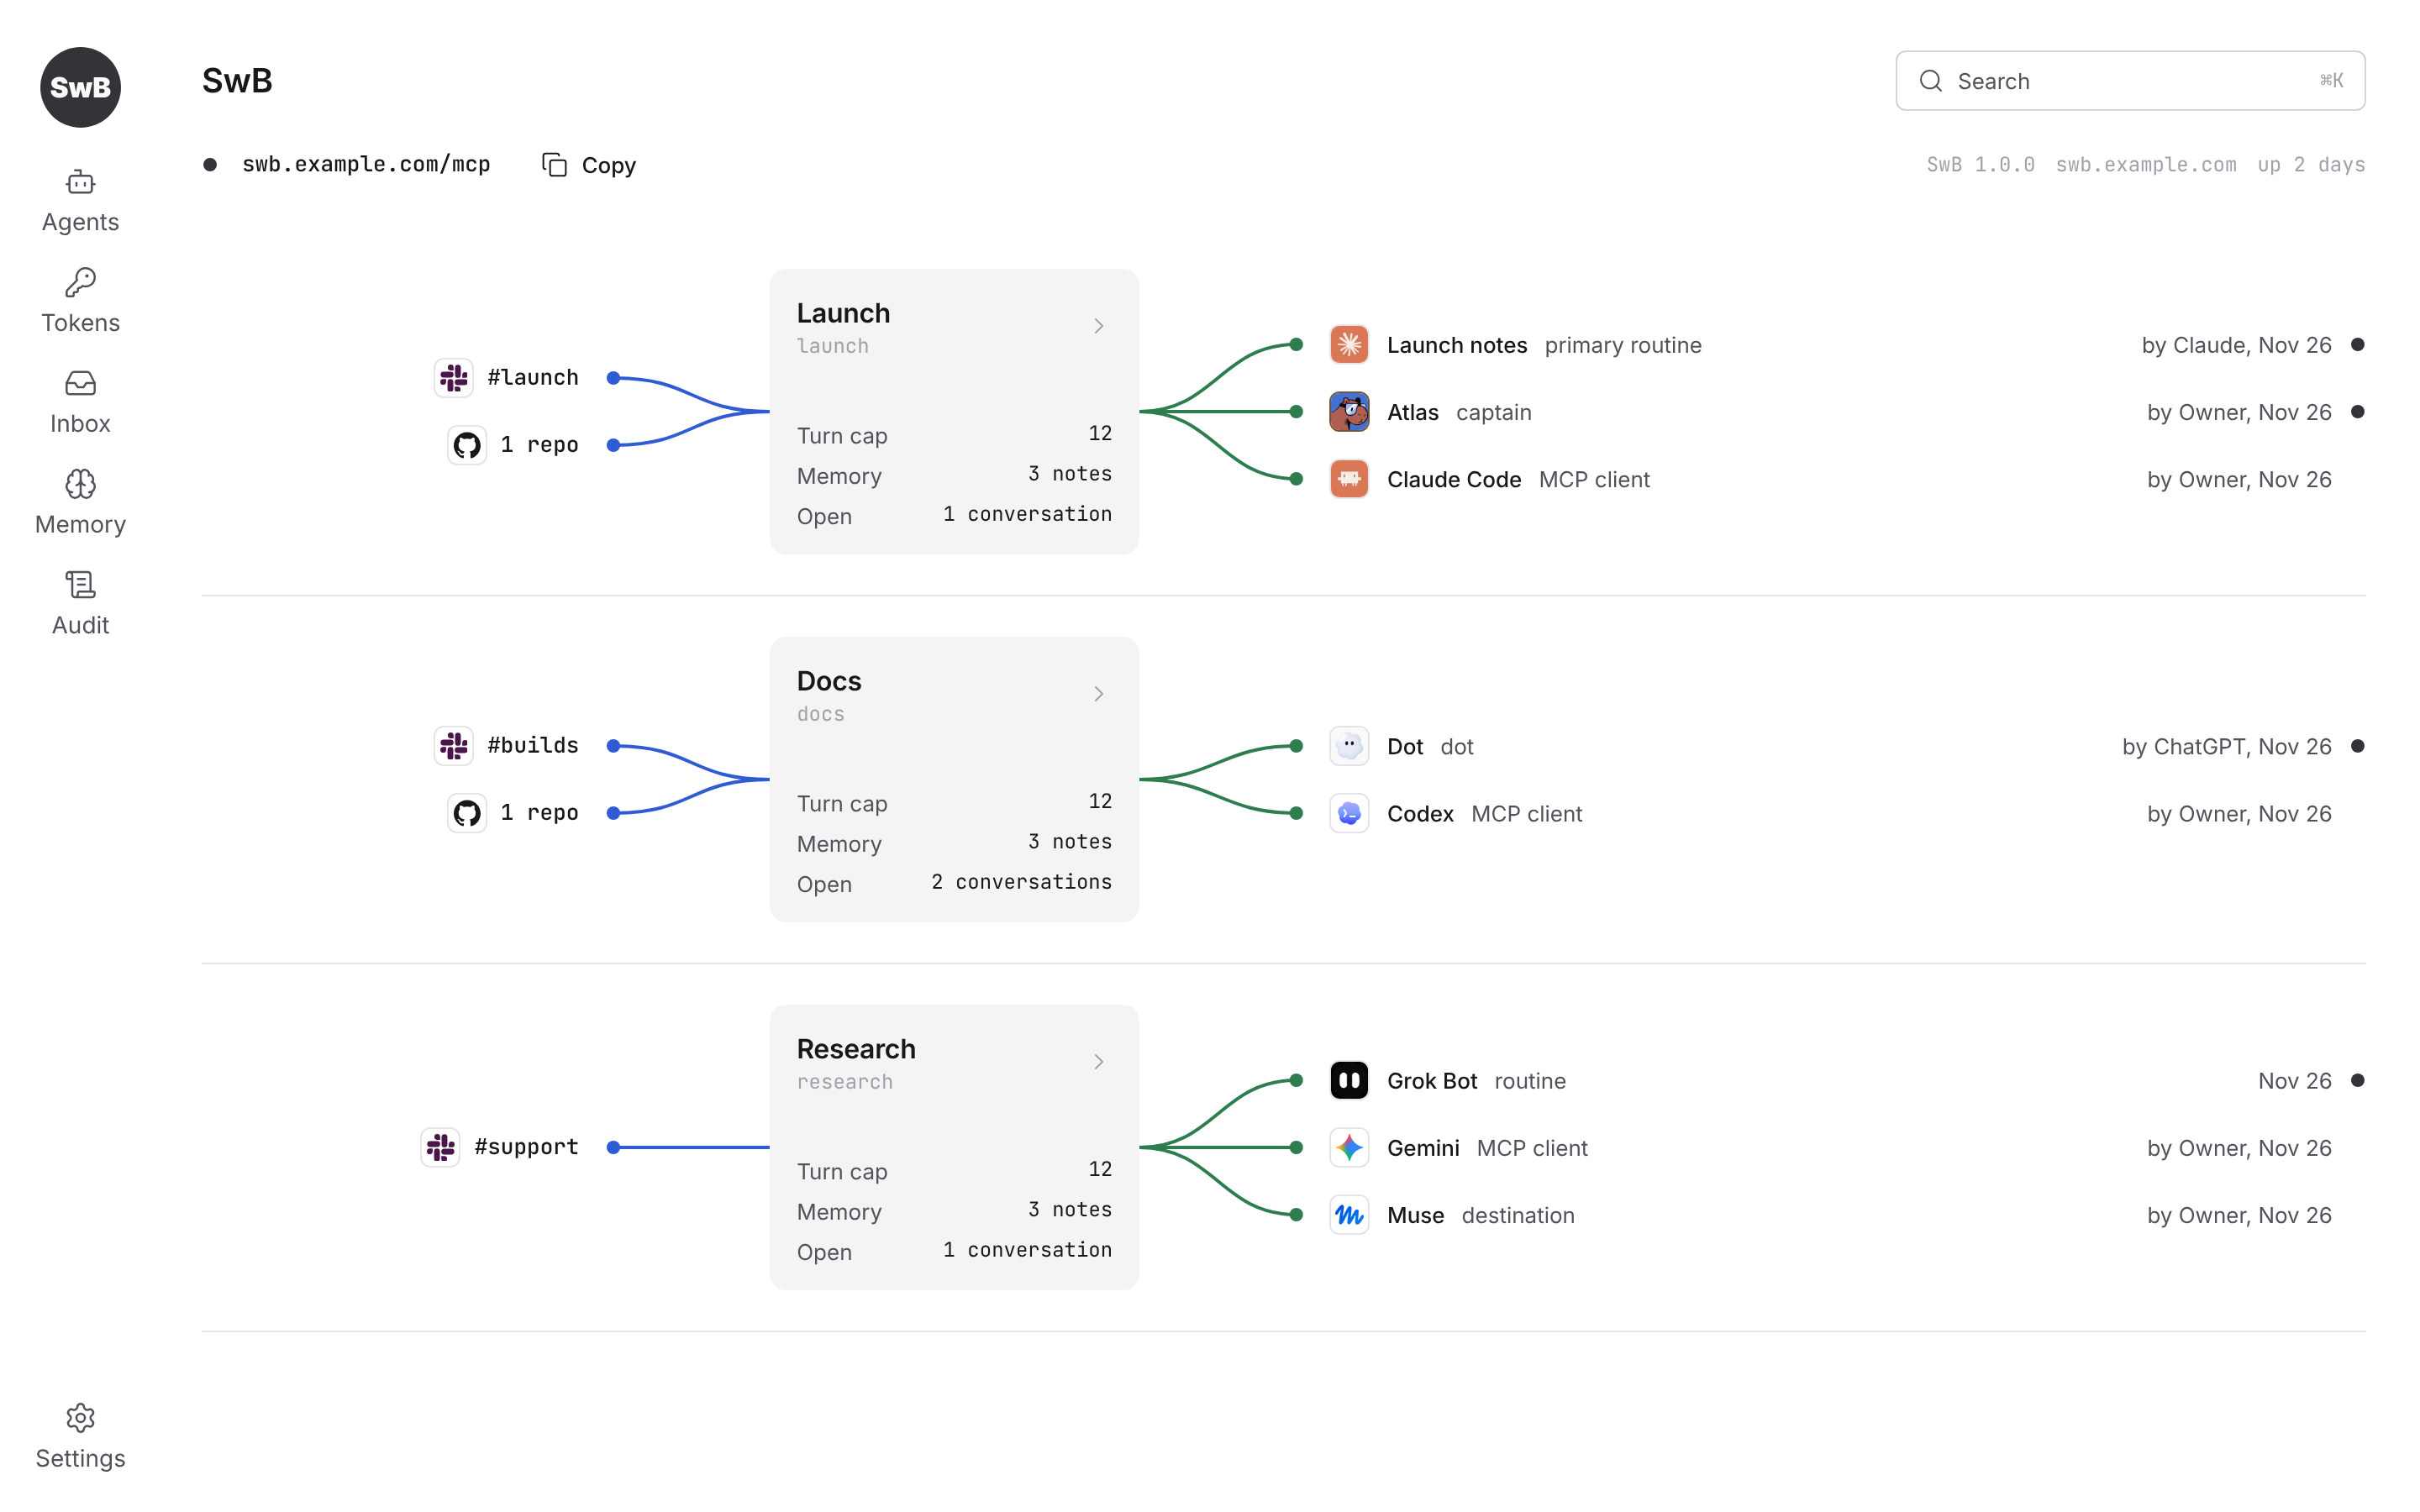 SwB
SwB
Search ⌘K
swb.example.com/mcp Copy
SwB 1.0.0 swb.example.com up 2 days
Agents
Tokens
Inbox
Memory
Audit
Settings
#launch
1 repo
Launch
launch
Turn cap 12
Memory 3 notes
Open 1 conversation
Launch notes primary routine by Claude, Nov 26
Atlas captain by Owner, Nov 26
Claude Code MCP client by Owner, Nov 26
#builds
1 repo
Docs
docs
Turn cap 12
Memory 3 notes
Open 2 conversations
Dot dot by ChatGPT, Nov 26
Codex MCP client by Owner, Nov 26
#support
Research
research
Turn cap 12
Memory 3 notes
Open 1 conversation
Grok Bot routine Nov 26
Gemini MCP client by Owner, Nov 26
Muse destination by Owner, Nov 26